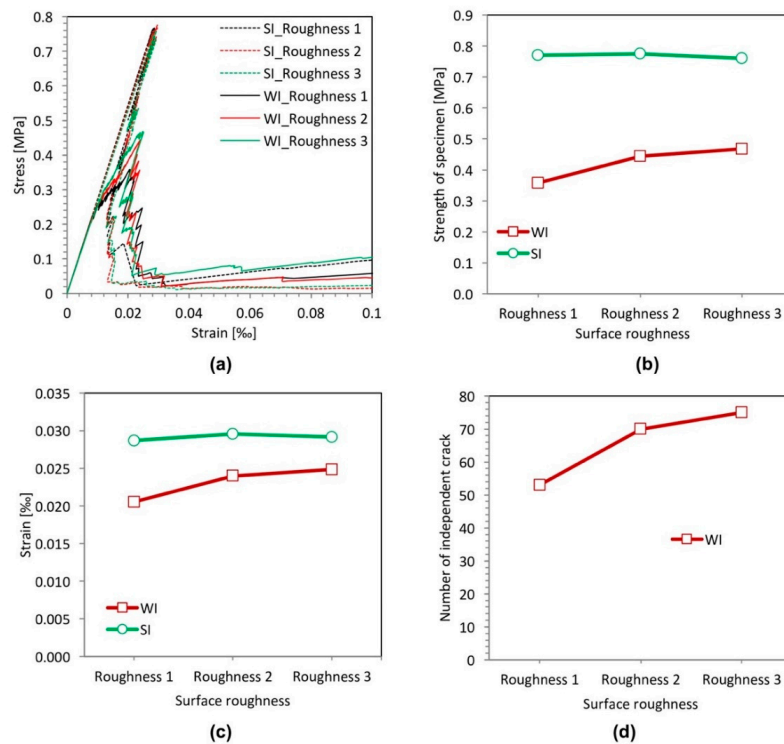 0.8
0.7
0.6
0.5
0.4
0.3
0.2
0.1
0
Stress [MPa]
SI_Roughness 1
SI_Roughness 2
SI_Roughness 3
WI_Roughness 1
WI_Roughness 2
WI_Roughness 3
0 0.02 0.04 0.06 0.08 0.1
Strain [‰]
(a)
0.9
0.8
0.7
0.6
0.5
0.4
0.3
0.2
0.1
0.0
Strength of specimen [MPa]
WI
SI
Roughness 1 Roughness 2 Roughness 3
Surface roughness
(b)
0.035
0.030
0.025
0.020
0.015
0.010
0.005
0.000
Strain [‰]
WI
SI
Roughness 1 Roughness 2 Roughness 3
Surface roughness
(c)
80
70
60
50
40
30
20
10
0
Number of independent crack
WI
Roughness 1 Roughness 2 Roughness 3
Surface roughness
(d)